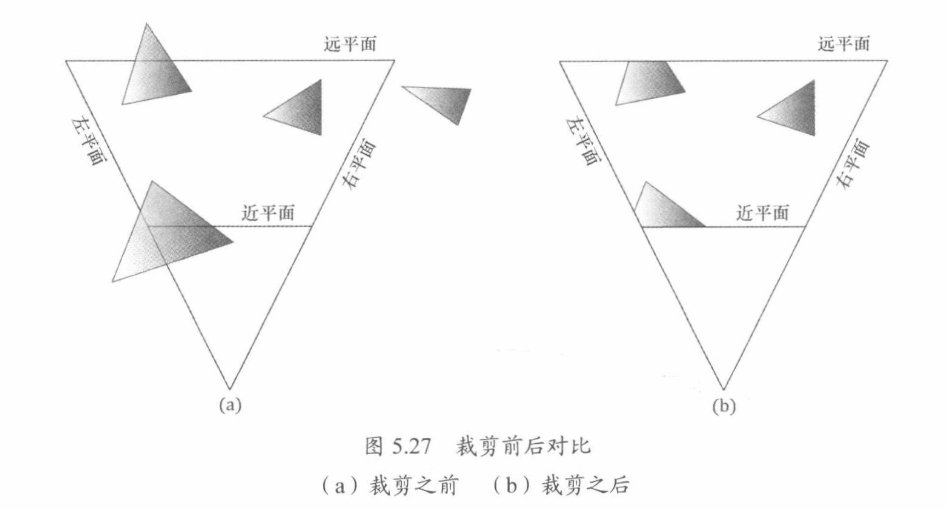 远平面
远平面
左平面
右平面
左平面
右平面
近平面
近平面
(a)
(b)
图 5.27 裁剪前后对比
（a）裁剪之前 （b）裁剪之后